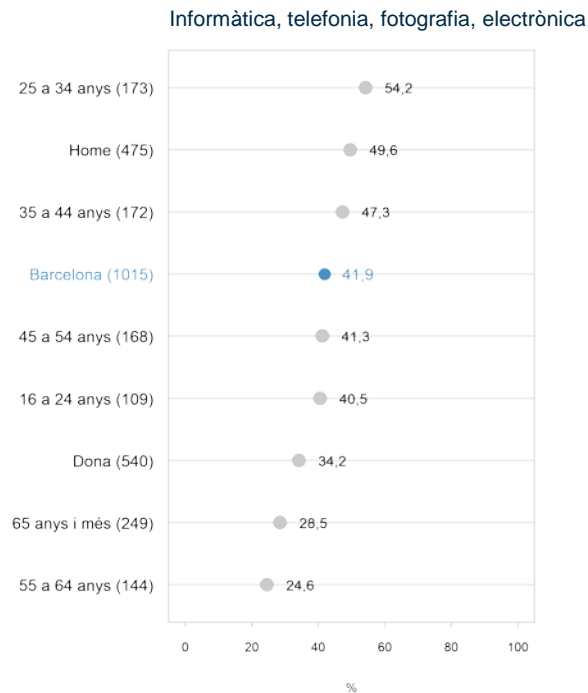 Informàtica, telefonia, fotografia, electrònica
25 a 34 anys (173) 54,2
Home (475) 49,6
35 a 44 anys (172) 47,3
Barcelona (1015) 41,9
45 a 54 anys (168) 41,3
16 a 24 anys (109) 40,5
Dona (540) 34,2
65 anys i més (249) 28,5
55 a 64 anys (144) 24,6
0 20 40 60 80 100
%